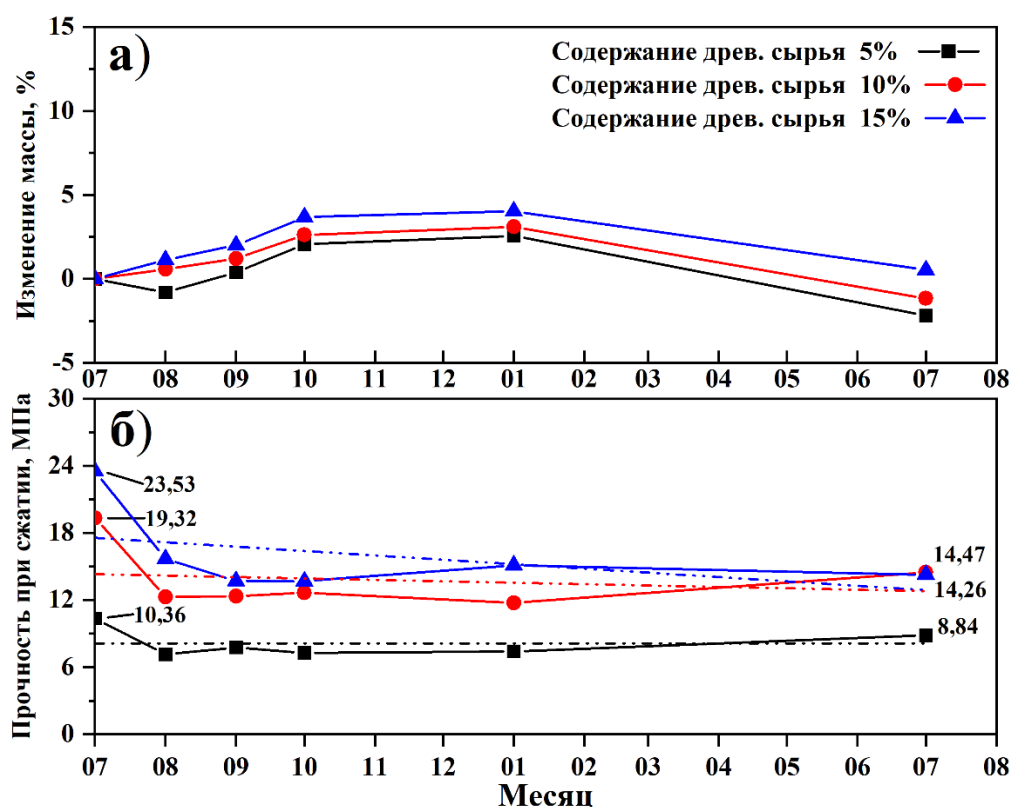 а)
Содержание древ. сырья 5%
Содержание древ. сырья 10%
Содержание древ. сырья 15%
Изменение массы, %
15
10
5
0
-5
07 08 09 10 11 12 01 02 03 04 05 06 07 08
б)
Прочность при сжатии, МПа
30
24
18
12
6
0
23,53
19,32
10,36
14,47
14,26
8,84
07 08 09 10 11 12 01 02 03 04 05 06 07 08
Месяц